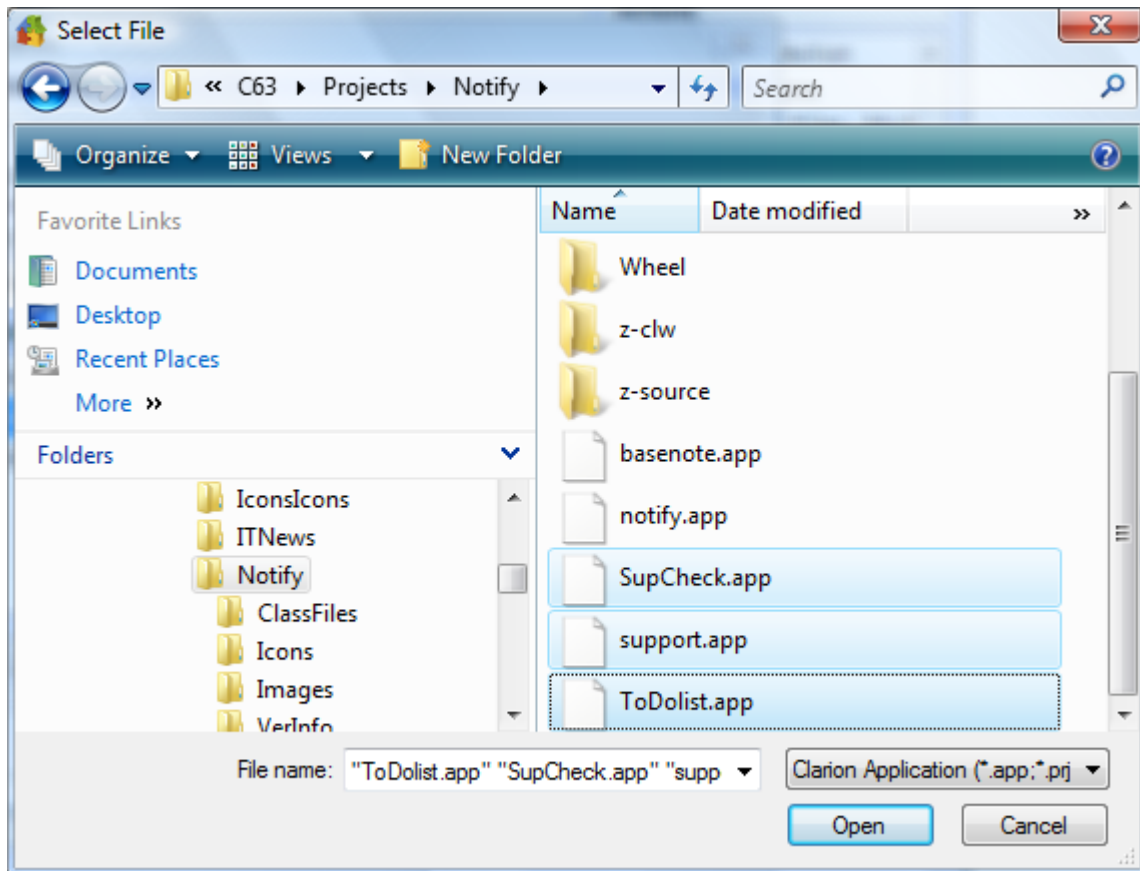 Select File
« C63 Projects Notify
Search
Organize Views New Folder
Favorite Links
Documents
Desktop
Recent Places
More »
Folders
IconsIcons
ITNews
Notify
ClassFiles
Icons
Images
VerInfo
Name Date modified »
Wheel
z-clw
z-source
basenote.app
notify.app
SupCheck.app
support.app
ToDolist.app
File name: "ToDolist.app" "SupCheck.app" "supp
Clarion Application (*.app;*.prj
Open Cancel